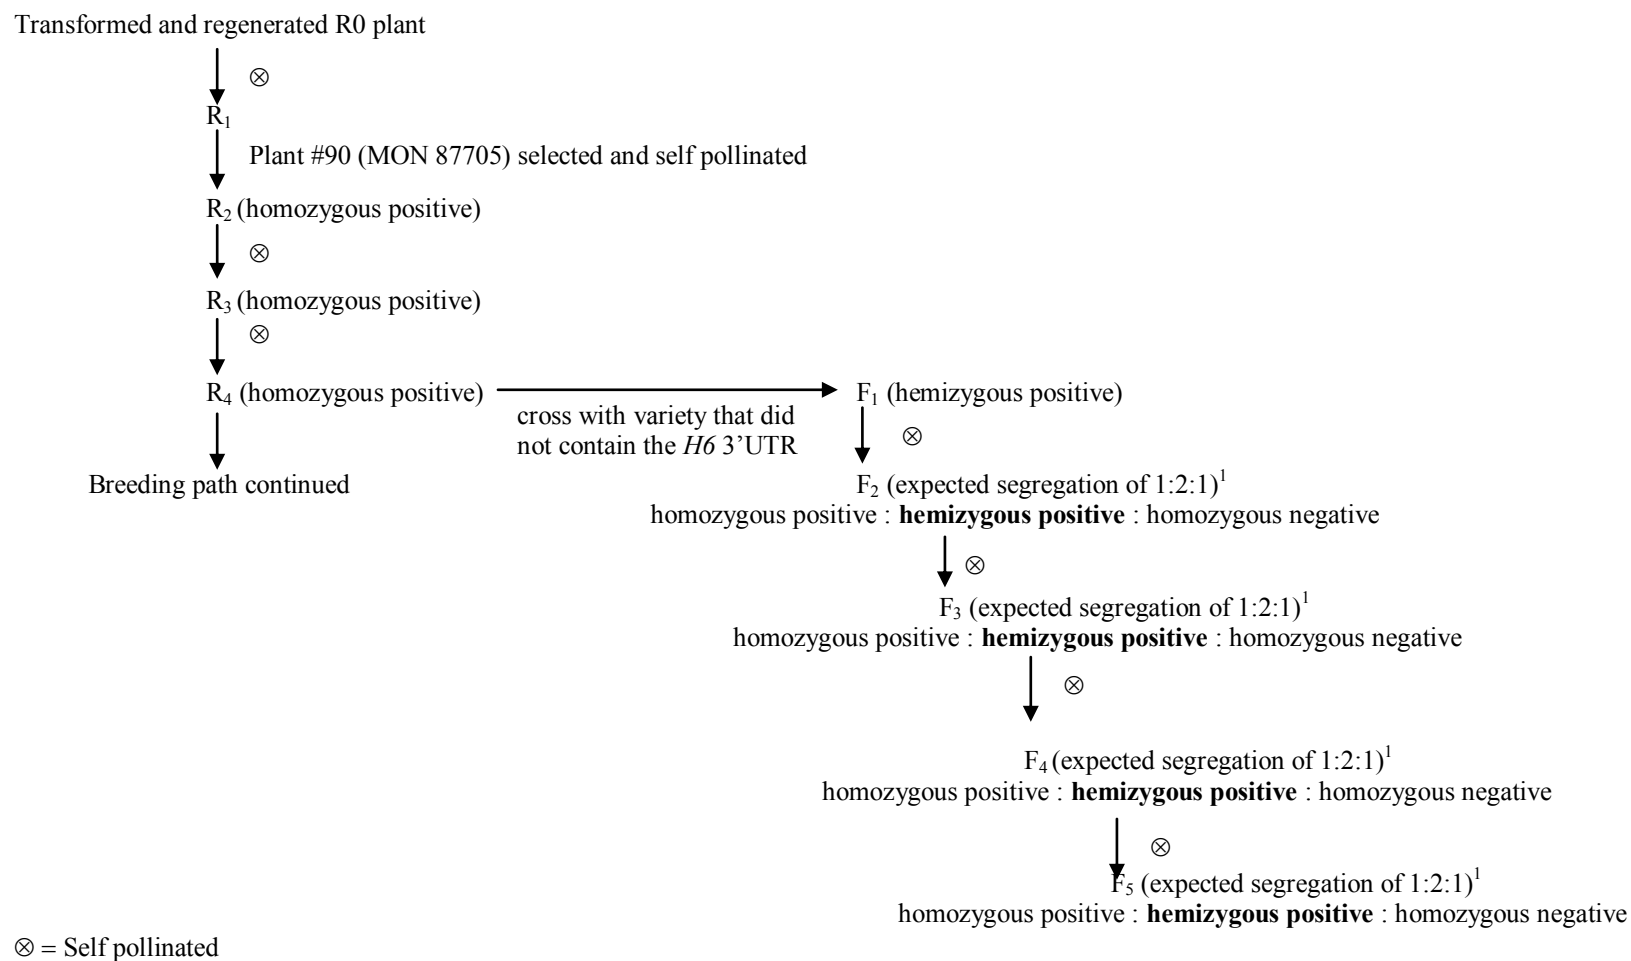 Transformed and regenerated R0 plant
⊗
R₁
Plant #90 (MON 87705) selected and self pollinated
R₂ (homozygous positive)
⊗
R₃ (homozygous positive)
⊗
R₄ (homozygous positive)
cross with variety that did
not contain the H6 3’UTR
F₁ (hemizygous positive)
⊗
Breeding path continued
F₂ (expected segregation of 1:2:1)¹
homozygous positive : hemizygous positive : homozygous negative
⊗
F₃ (expected segregation of 1:2:1)¹
homozygous positive : hemizygous positive : homozygous negative
⊗
F₄ (expected segregation of 1:2:1)¹
homozygous positive : hemizygous positive : homozygous negative
⊗
F₅ (expected segregation of 1:2:1)¹
homozygous positive : hemizygous positive : homozygous negative
⊗ = Self pollinated